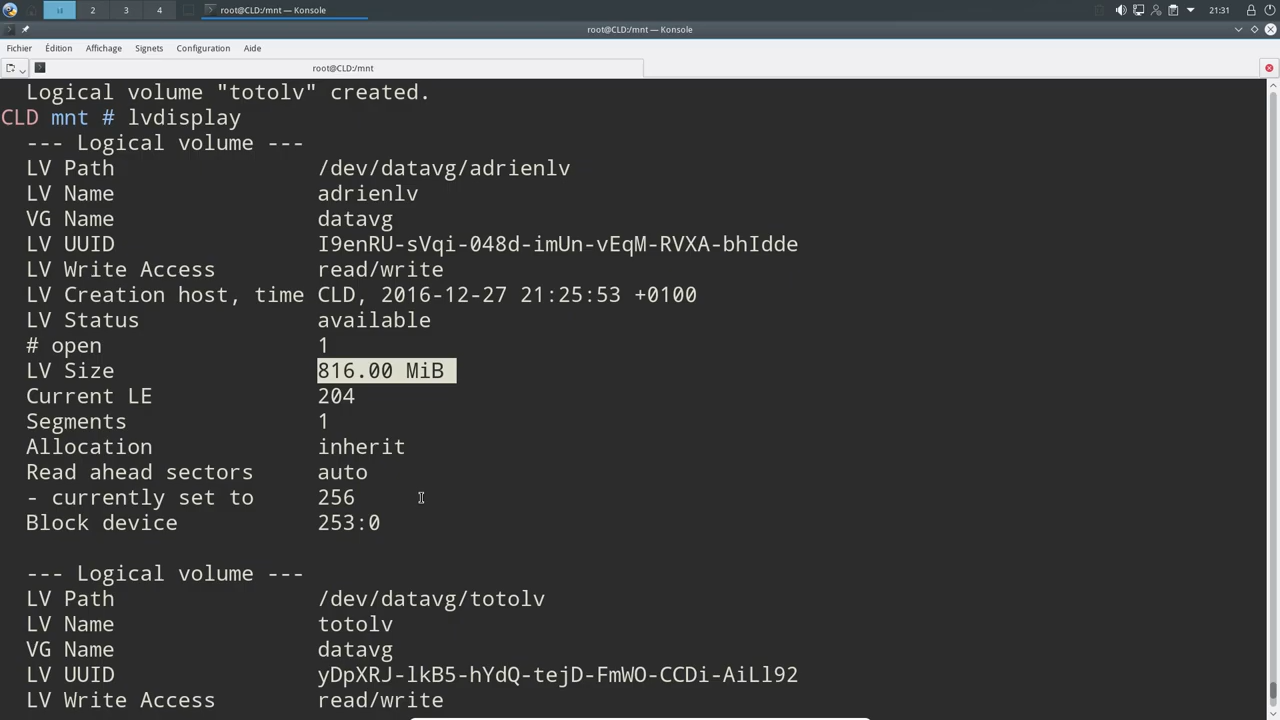 2 3 4 root@CLD:/mnt — Konsole 21:31
root@CLD:/mnt — Konsole
Fichier Édition Affichage Signets Configuration Aide
root@CLD:/mnt
Logical volume "totolv" created.
CLD mnt # lvdisplay
--- Logical volume ---
LV Path /dev/datavg/adrienlv
LV Name adrienlv
VG Name datavg
LV UUID I9enRU-sVqi-048d-imUn-vEqM-RVXA-bhIdde
LV Write Access read/write
LV Creation host, time CLD, 2016-12-27 21:25:53 +0100
LV Status available
# open 1
LV Size 816.00 MiB
Current LE 204
Segments 1
Allocation inherit
Read ahead sectors auto
- currently set to 256
Block device 253:0
--- Logical volume ---
LV Path /dev/datavg/totolv
LV Name totolv
VG Name datavg
LV UUID yDpXRJ-lkB5-hYdQ-tejD-FmWO-CCDi-AiLl92
LV Write Access read/write